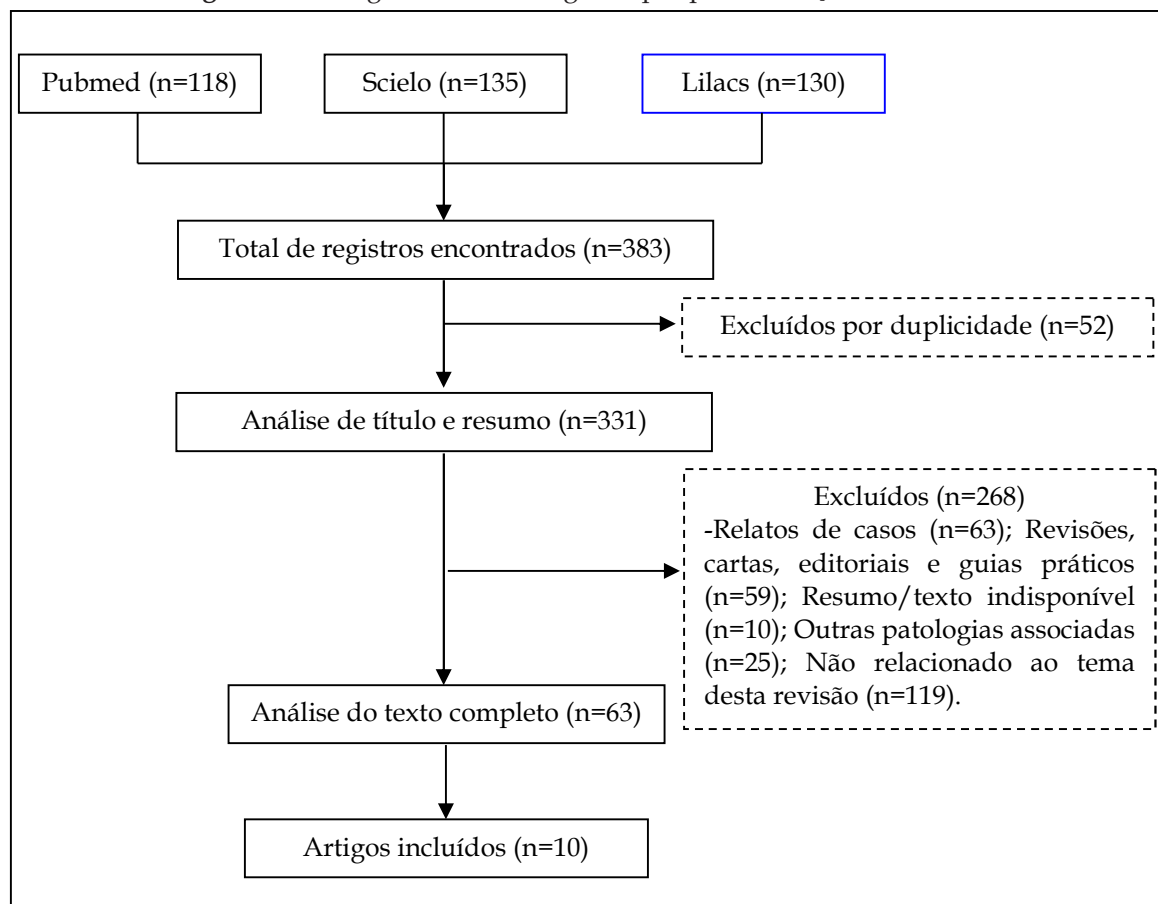 Pubmed (n=118)
Scielo (n=135)
Lilacs (n=130)
Total de registros encontrados (n=383)
Excluídos por duplicidade (n=52)
Análise de título e resumo (n=331)
Excluídos (n=268)
-Relatos de casos (n=63); Revisões,
cartas, editoriais e guias práticos
(n=59); Resumo/texto indisponível
(n=10); Outras patologias associadas
(n=25); Não relacionado ao tema
desta revisão (n=119).
Análise do texto completo (n=63)
Artigos incluídos (n=10)